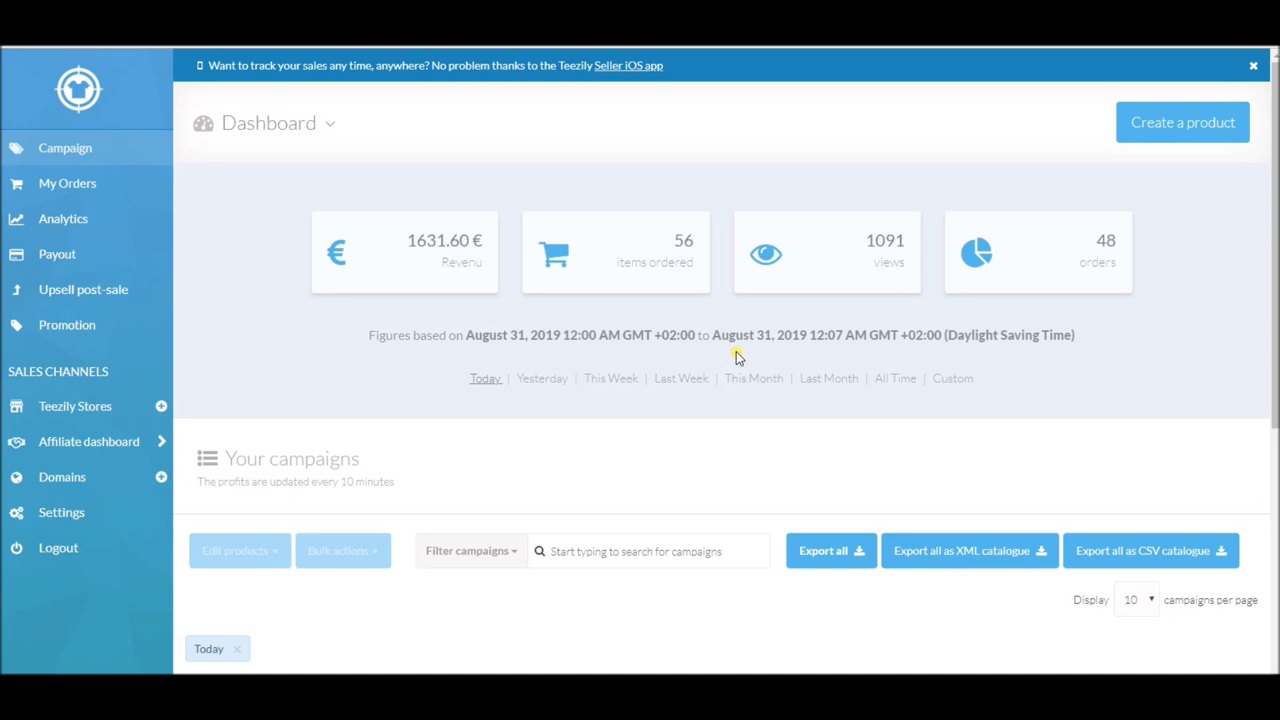 Want to track your sales any time, anywhere? No problem thanks to the Teezily Seller iOS app
Dashboard
Create a product
Campaign
My Orders
Analytics
Payout
Upsell post-sale
Promotion
SALES CHANNELS
Teezily Stores
Affiliate dashboard
Domains
Settings
Logout
1631.60 €
Revenu
56
items ordered
1091
views
48
orders
Figures based on August 31, 2019 12:00 AM GMT +02:00 to August 31, 2019 12:07 AM GMT +02:00 (Daylight Saving Time)
Today | Yesterday | This Week | Last Week | This Month | Last Month | All Time | Custom
Your campaigns
The profits are updated every 10 minutes
Edit products
Bulk actions
Filter campaigns
Start typing to search for campaigns
Export all
Export all as XML catalogue
Export all as CSV catalogue
Display 10 campaigns per page
Today